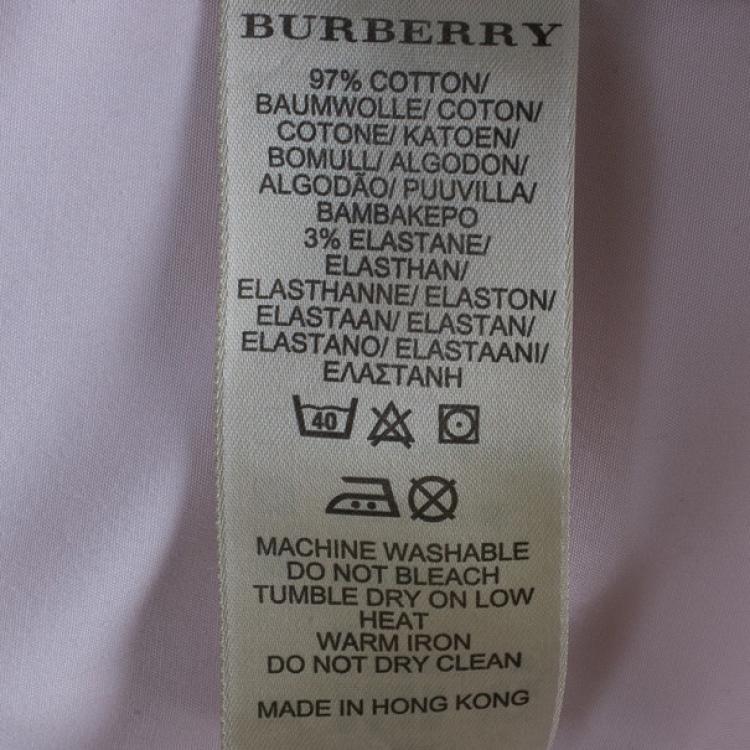 BURBERRY
97% COTTON/
BAUMWOLLE/ COTON/
COTONE/ KATOEN/
BOMULL/ ALGODON/
ALGODÃO/ PUUVILLA/
BAMBAKEPO
3% ELASTANE/
ELASTHAN/
ELASTHANNE/ ELASTON/
ELASTAAN/ ELASTAN/
ELASTANO/ ELASTAANI/
ΕΛΑΣΤΑΝΗ
40
MACHINE WASHABLE
DO NOT BLEACH
TUMBLE DRY ON LOW
HEAT
WARM IRON
DO NOT DRY CLEAN
MADE IN HONG KONG